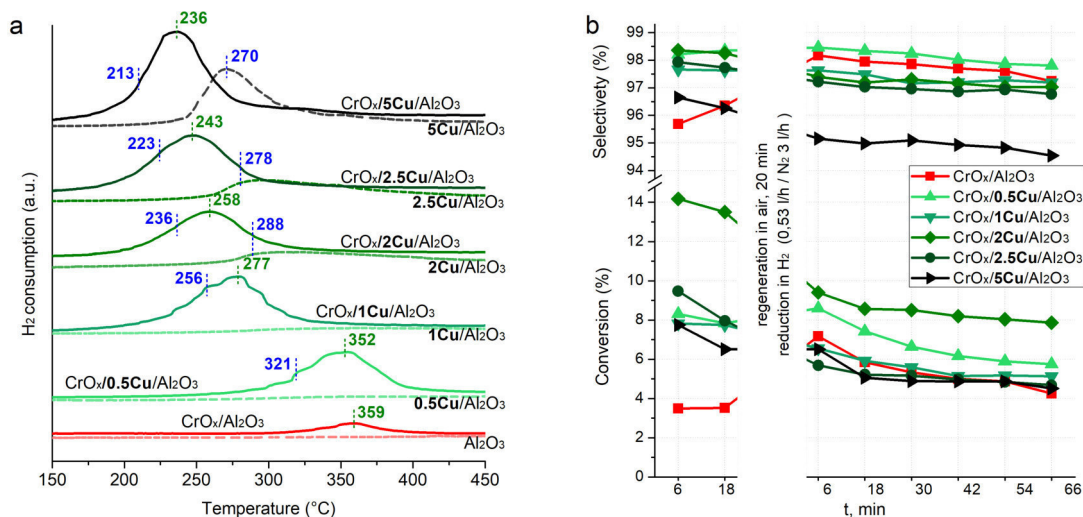 a
236
213
270
CrOx/5Cu/Al2O3
5Cu/Al2O3
243
223
278
CrOx/2.5Cu/Al2O3
258
2.5Cu/Al2O3
236
288
CrOx/2Cu/Al2O3
277
2Cu/Al2O3
256
CrOx/1Cu/Al2O3
1Cu/Al2O3
352
321
CrOx/0.5Cu/Al2O3
0.5Cu/Al2O3
359
CrOx/Al2O3
Al2O3
H2 consumption (a.u.)
150 200 250 300 350 400 450
Temperature (°C)
b
Selectivety (%)
99
98
97
96
95
94
Conversion (%)
14
12
10
8
6
4
2
0
regeneration in air, 20 min
reduction in H2 (0,53 l/h / N2 3 l/h)
CrOx/Al2O3
CrOx/0.5Cu/Al2O3
CrOx/1Cu/Al2O3
CrOx/2Cu/Al2O3
CrOx/2.5Cu/Al2O3
CrOx/5Cu/Al2O3
6 18 6 18 30 42 54 66
t, min